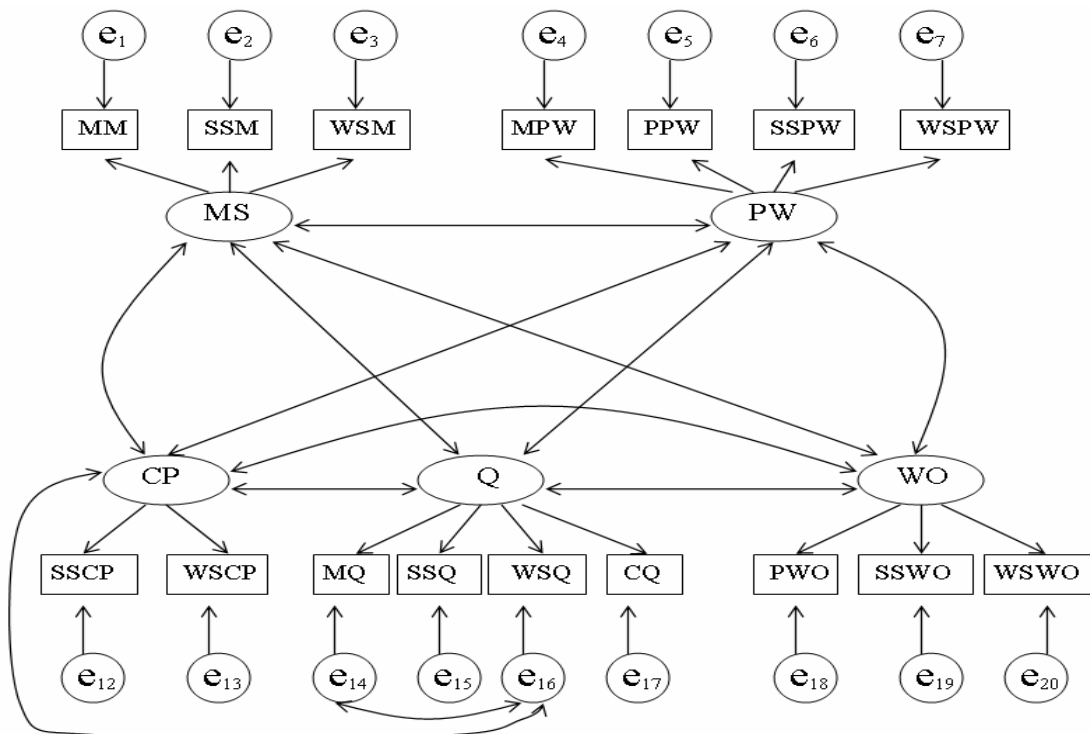 e1 e2 e3 e4 e5 e6 e7
MM SSM WSM MPW PPW SSPW WSPW
MS PW
CP Q WO
SSCP WSCP MQ SSQ WSQ CQ PWO SSWO WSWO
e12 e13 e14 e15 e16 e17 e18 e19 e20